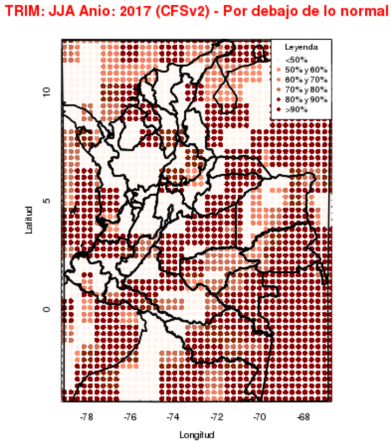 TRIM: JJA Anio: 2017 (CFSv2) - Por debajo de lo normal
Leyenda
<50%
50% y 60%
60% y 70%
70% y 80%
80% y 90%
>90%
10
5
0
Latitud
-78 -76 -74 -72 -70 -68
Longitud